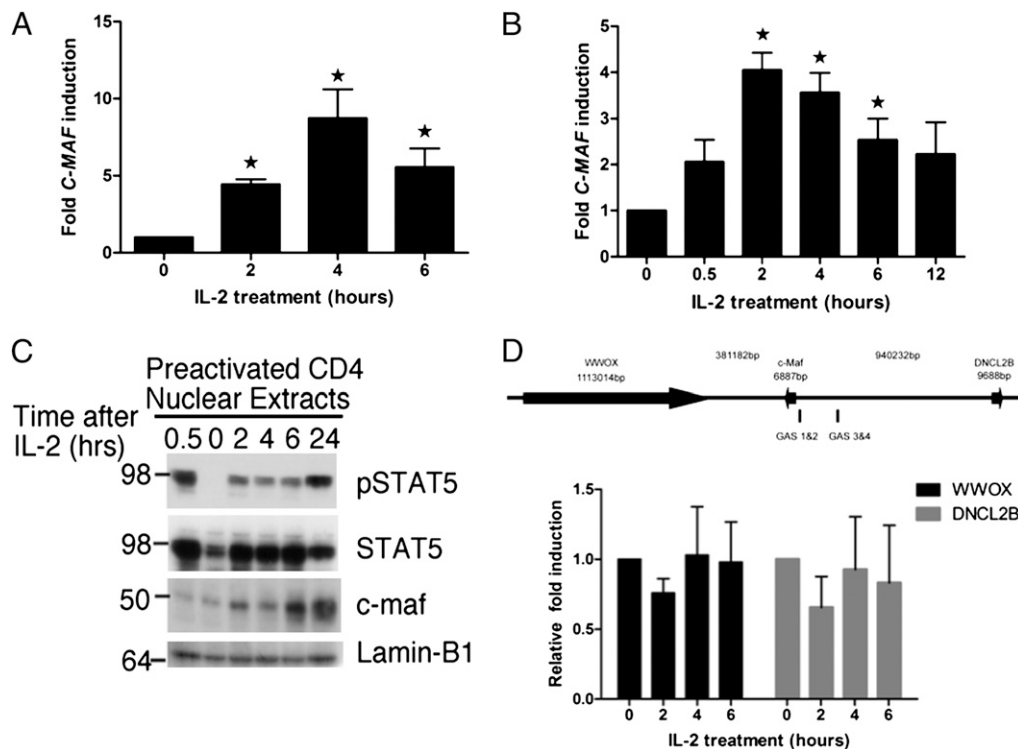 A
Fold C-MAF induction
15
10
5
0
★
★
★
0 2 4 6
IL-2 treatment (hours)
B
Fold C-MAF induction
5
4
3
2
1
0
★
★
★
0 0.5 2 4 6 12
IL-2 treatment (hours)
C
Preactivated CD4
Nuclear Extracts
Time after
IL-2 (hrs)
0.5 0 2 4 6 24
98 pSTAT5
98 STAT5
50 c-maf
64 Lamin-B1
D
WWOX
1113014bp
381182bp
c-Maf
6887bp
940232bp
DNCL2B
9688bp
GAS 1&2
GAS 3&4
Relative fold induction
1.5
1.0
0.5
0.0
WWOX
DNCL2B
0 2 4 6 0 2 4 6
IL-2 treatment (hours)